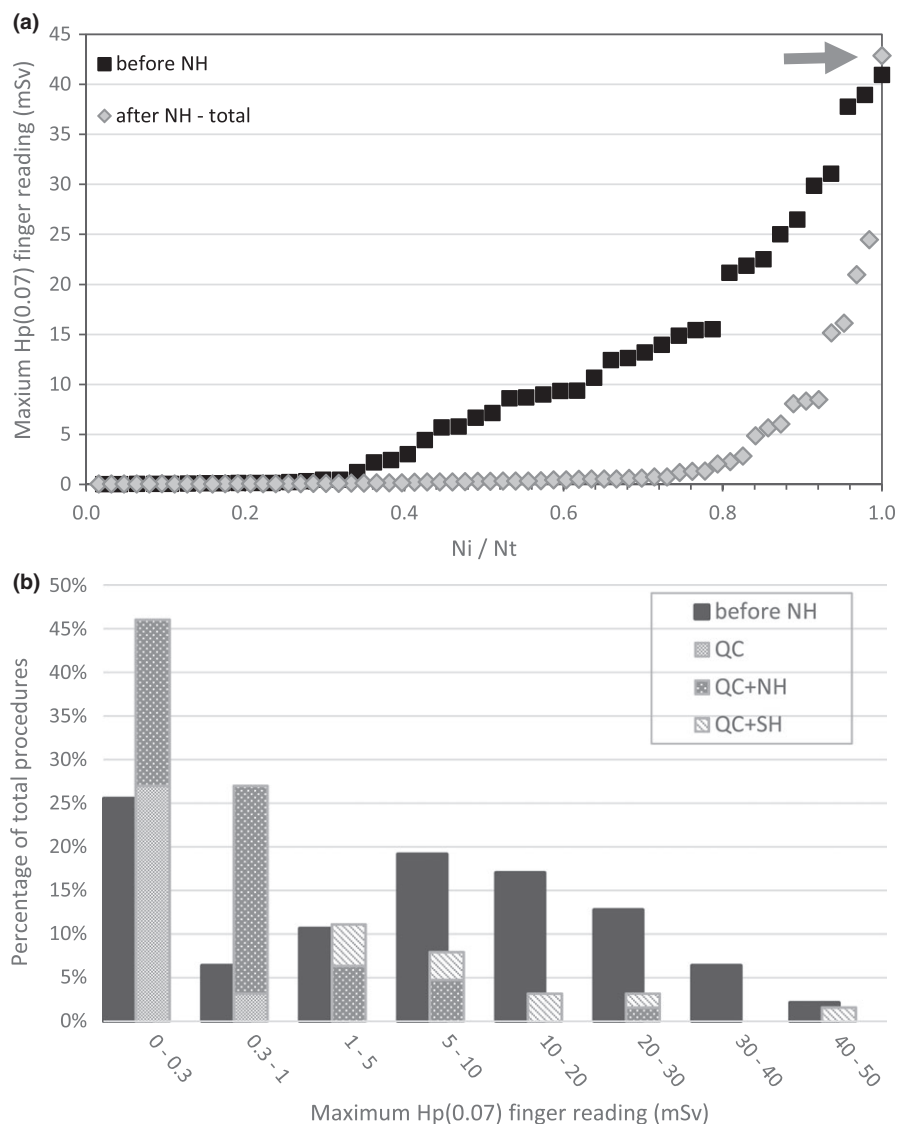 (a)
45
40
35
30
25
20
15
10
5
0
Maxium Hp(0.07) finger reading (mSv)
before NH
after NH - total
0.0 0.2 0.4 0.6 0.8 1.0
Ni / Nt
(b)
50%
45%
40%
35%
30%
25%
20%
15%
10%
5%
0%
Percentage of total procedures
before NH
QC
QC+NH
QC+SH
0 - 0.3 0.3 - 1 1 - 5 5 - 10 10 - 20 20 - 30 30 - 40 40 - 50
Maximum Hp(0.07) finger reading (mSv)